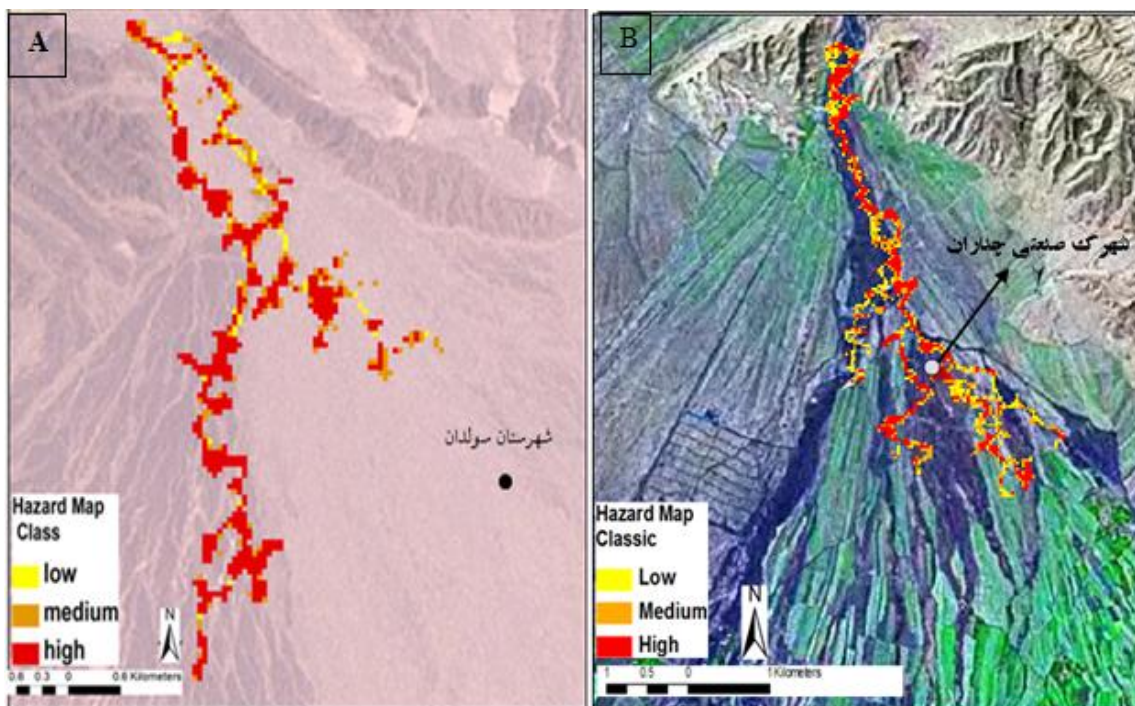 A
شهرستان سولدان
Hazard Map
Class
low
medium
high
N
0.6 0.3 0 0.6 Kilometers
B
شهرک صنعتی چناران
Hazard Map
Classic
Low
Medium
High
N
1 0.5 0 1 Kilometers